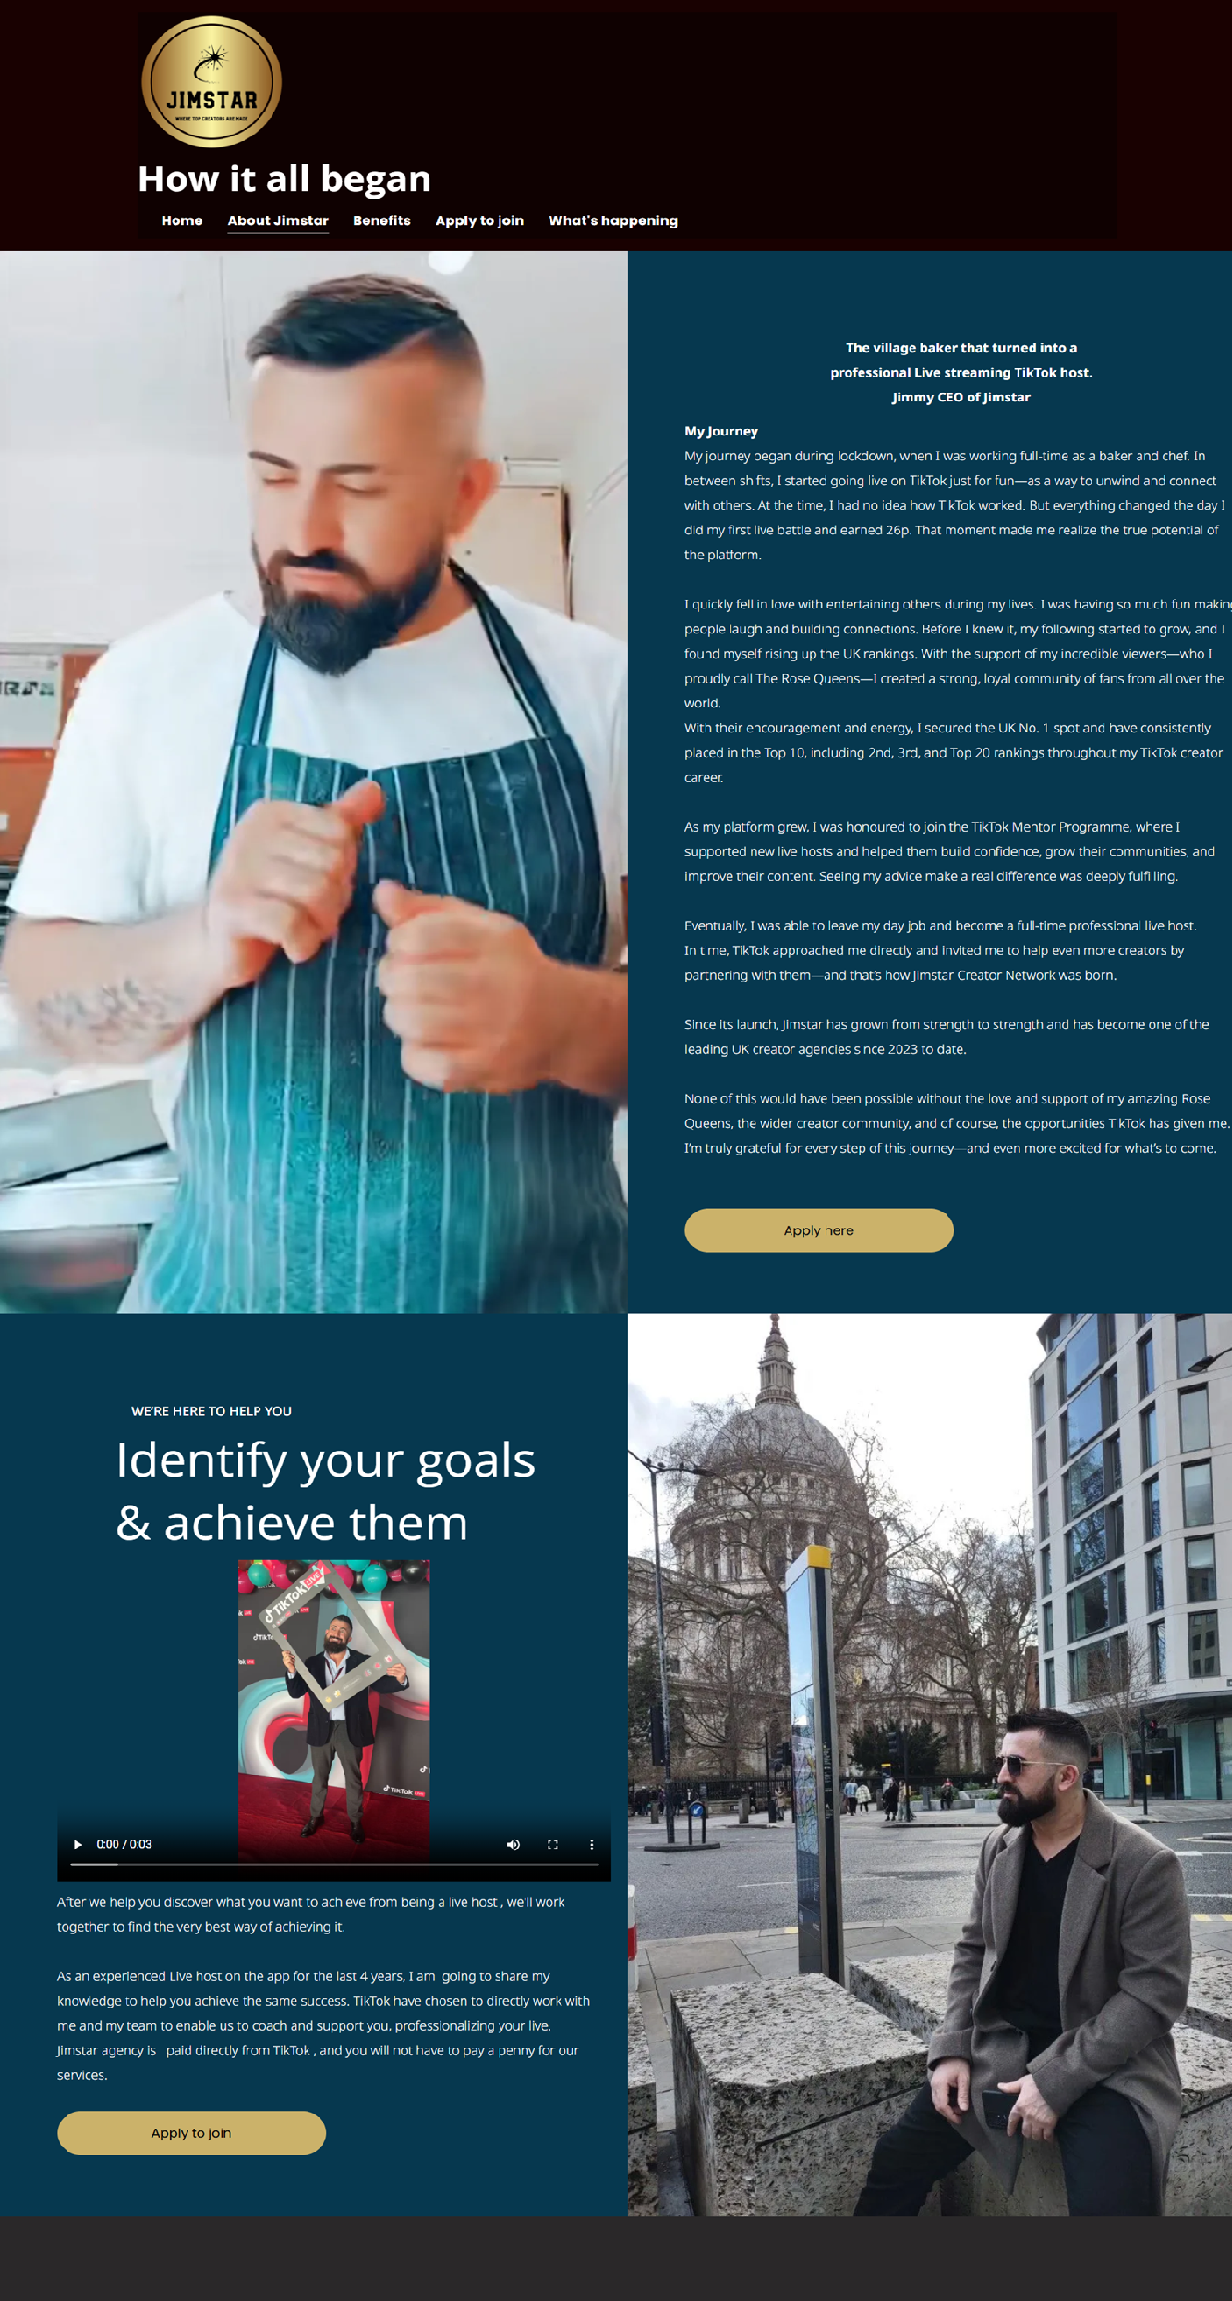 JIMSTAR
WHERE TOP CREATORS ARE MADE
How it all began
Home
About Jimstar
Benefits
Apply to join
What's happening
The village baker that turned into a
professional Live streaming TikTok host.
Jimmy CEO of Jimstar
My Journey
My journey began during lockdown, when I was working full-time as a baker and chef. In
between shifts, I started going live on TikTok just for fun—as a way to unwind and connect
with others. At the time, I had no idea how TikTok worked. But everything changed the day I
did my first live battle and earned 26p. That moment made me realize the true potential of
the platform.
I quickly fell in love with entertaining others during my lives. I was having so much fun making
people laugh and building connections. Before I knew it, my following started to grow, and I
found myself rising up the UK rankings. With the support of my incredible viewers—who I
proudly call The Rose Queens—I created a strong, loyal community of fans from all over the
world.
With their encouragement and energy, I secured the UK No. 1 spot and have consistently
placed in the Top 10, including 2nd, 3rd, and Top 20 rankings throughout my TikTok creator
career.
As my platform grew, I was honoured to join the TikTok Mentor Programme, where I
supported new live hosts and helped them build confidence, grow their communities, and
improve their content. Seeing my advice make a real difference was deeply fulfilling.
Eventually, I was able to leave my day job and become a full-time professional live host.
In time, TikTok approached me directly and invited me to help even more creators by
partnering with them—and that's how Jimstar Creator Network was born.
Since its launch, Jimstar has grown from strength to strength and has become one of the
leading UK creator agencies since 2023 to date.
None of this would have been possible without the love and support of my amazing Rose
Queens, the wider creator community, and of course, the opportunities TikTok has given me.
I'm truly grateful for every step of this journey—and even more excited for what's to come.
Apply here
WE'RE HERE TO HELP YOU
Identify your goals
& achieve them
TikTok LIVE
TikTok
TikTok
0:00 / 0:03
After we help you discover what you want to achieve from being a live host , we'll work
together to find the very best way of achieving it.
As an experienced Live host on the app for the last 4 years, I am  going to share my
knowledge to help you achieve the same success. TikTok have chosen to directly work with
me and my team to enable us to coach and support you, professionalizing your live.
Jimstar agency is   paid directly from TikTok , and you will not have to pay a penny for our
services.
Apply to join